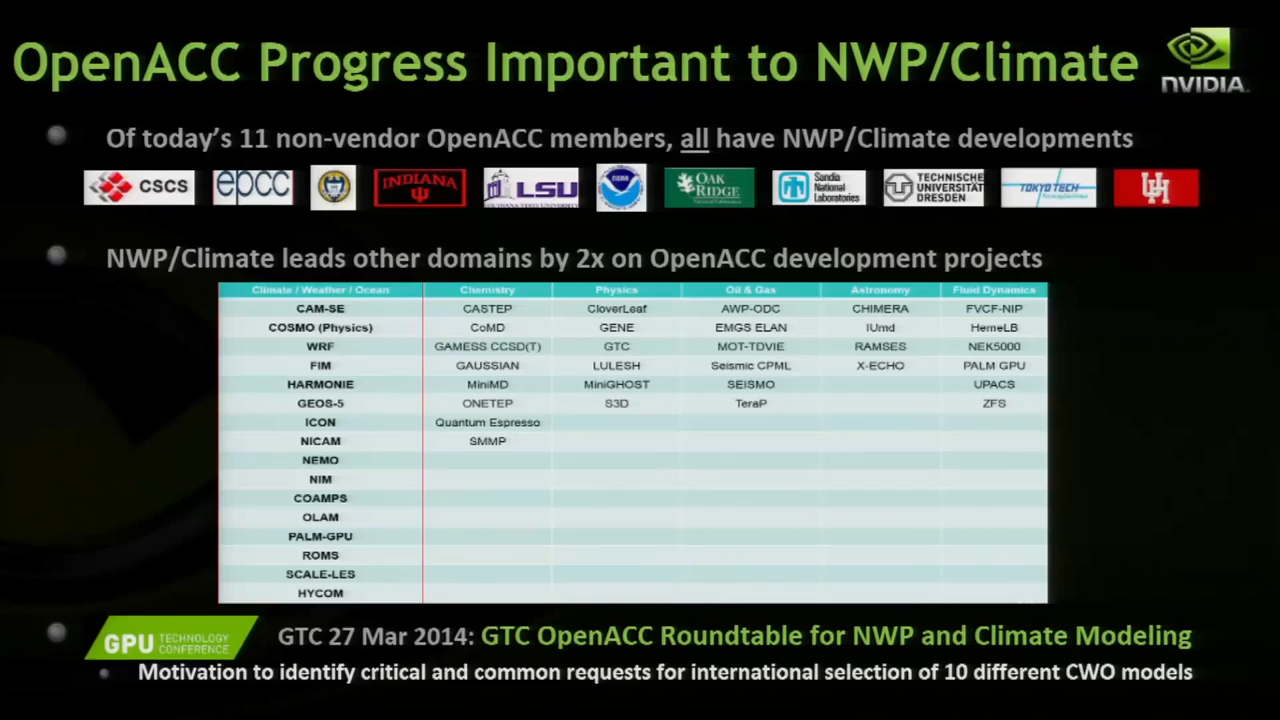 OpenACC Progress Important to NWP/Climate
NVIDIA.
Of today's 11 non-vendor OpenACC members, all have NWP/Climate developments
CSCS epcc INDIANA LSU NOAA OAK RIDGE Sandia National Laboratories TECHNISCHE UNIVERSITÄT DRESDEN TOKYO TECH UH
NWP/Climate leads other domains by 2x on OpenACC development projects
Climate / Weather / Ocean Chemistry Physics Oil & Gas Astronomy Fluid Dynamics
CAM-SE CASTEP CloverLeaf AWP-ODC CHIMERA FVCF-NIP
COSMO (Physics) CoMD GENE EMGS ELAN IUmd HemeLB
WRF GAMESS CCSD(T) GTC MOT-TDVIE RAMSES NEK5000
FIM GAUSSIAN LULESH Seismic CPML X-ECHO PALM GPU
HARMONIE MiniMD MiniGHOST SEISMO UPACS
GEOS-5 ONETEP S3D TeraP ZFS
ICON Quantum Espresso
NICAM SMMP
NEMO
NIM
COAMPS
OLAM
PALM-GPU
ROMS
SCALE-LES
HYCOM
GPU TECHNOLOGY CONFERENCE GTC 27 Mar 2014: GTC OpenACC Roundtable for NWP and Climate Modeling
Motivation to identify critical and common requests for international selection of 10 different CWO models